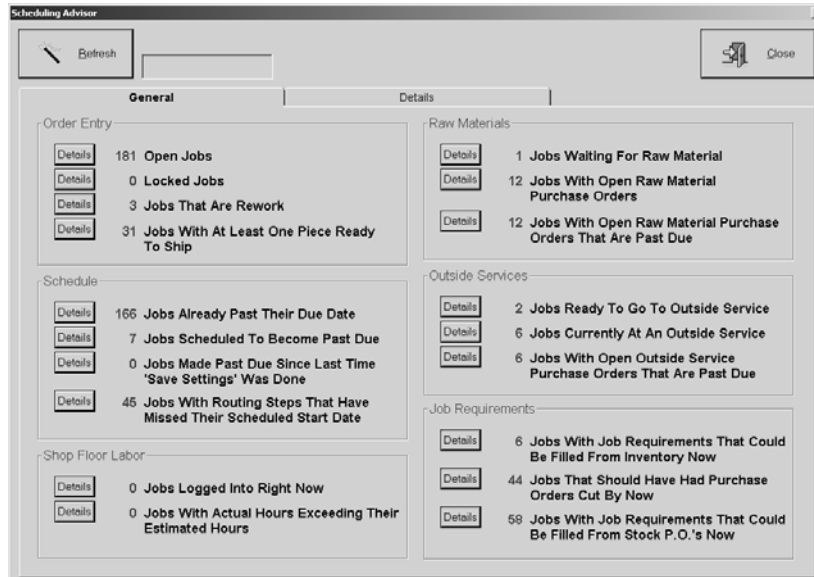 Scheduling Advisor
Refresh
Close
General
Details
Order Entry
Details 181 Open Jobs
Details 0 Locked Jobs
Details 3 Jobs That Are Rework
Details 31 Jobs With At Least One Piece Ready
To Ship
Schedule
Details 166 Jobs Already Past Their Due Date
Details 7 Jobs Scheduled To Become Past Due
Details 0 Jobs Made Past Due Since Last Time
'Save Settings' Was Done
Details 45 Jobs With Routing Steps That Have
Missed Their Scheduled Start Date
Shop Floor Labor
Details 0 Jobs Logged Into Right Now
Details 0 Jobs With Actual Hours Exceeding Their
Estimated Hours
Raw Materials
Details 1 Jobs Waiting For Raw Material
Details 12 Jobs With Open Raw Material
Purchase Orders
Details 12 Jobs With Open Raw Material Purchase
Orders That Are Past Due
Outside Services
Details 2 Jobs Ready To Go To Outside Service
Details 6 Jobs Currently At An Outside Service
Details 6 Jobs With Open Outside Service
Purchase Orders That Are Past Due
Job Requirements
Details 6 Jobs With Job Requirements That Could
Be Filled From Inventory Now
Details 44 Jobs That Should Have Had Purchase
Orders Cut By Now
Details 58 Jobs With Job Requirements That Could
Be Filled From Stock P.O.'s Now